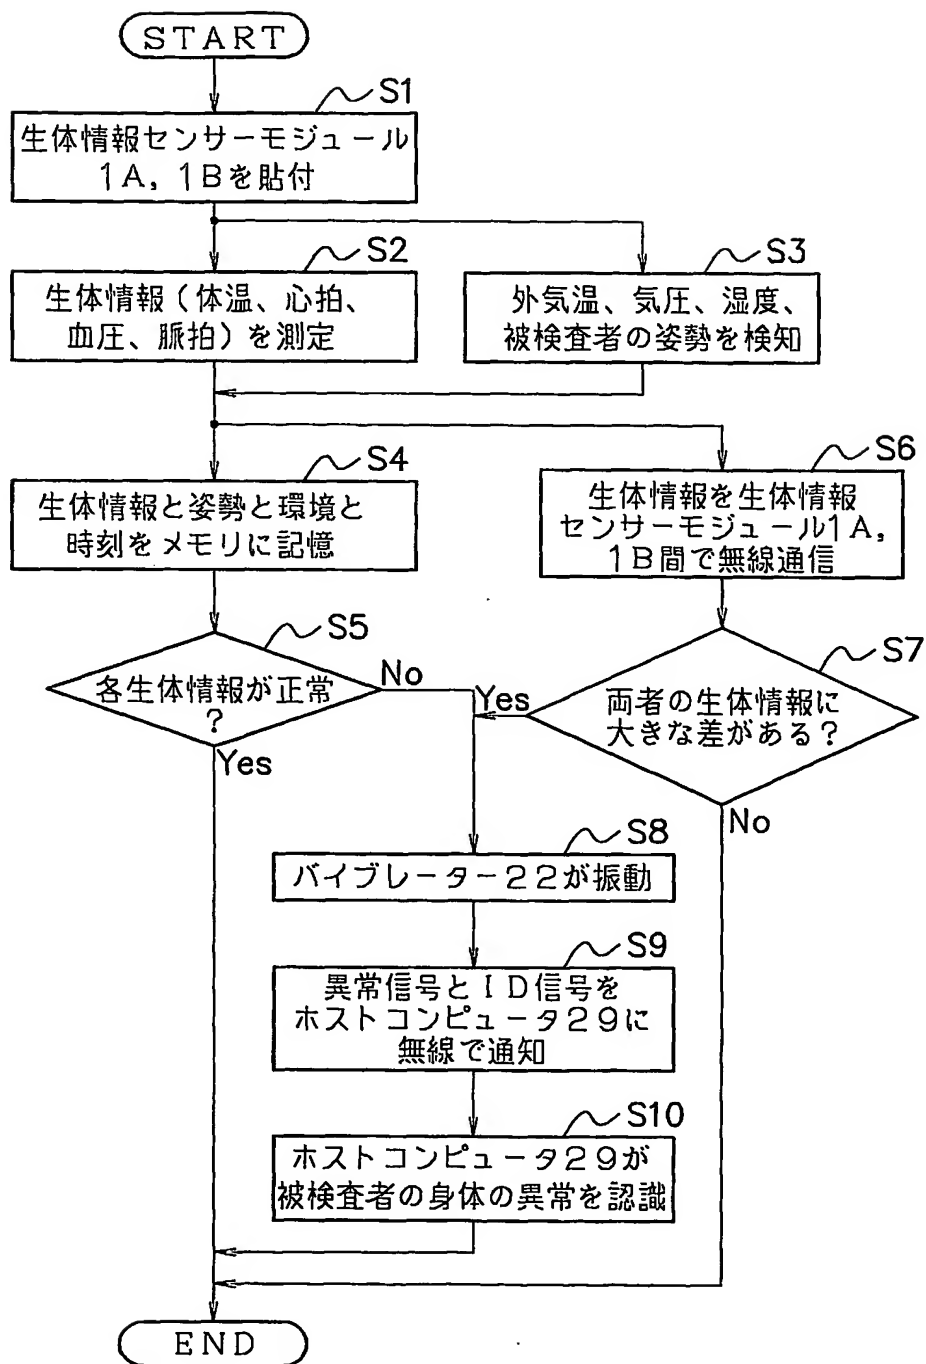 START
S1
生体情報センサーモジュール
1A,1Bを貼付
S2
生体情報(体温、心拍、
血圧、脈拍)を測定
S3
外気温、気圧、湿度、
被検査者の姿勢を検知
S4
生体情報と姿勢と環境と
時刻をメモリに記憶
S6
生体情報を生体情報
センサーモジュール1A,
1B間で無線通信
S5
各生体情報が正常
?
No
Yes
S7
両者の生体情報に
大きな差がある?
Yes
No
S8
バイブレーター22が振動
S9
異常信号とID信号を
ホストコンピュータ29に
無線で通知
S10
ホストコンピュータ29が
被検査者の身体の異常を認識
END